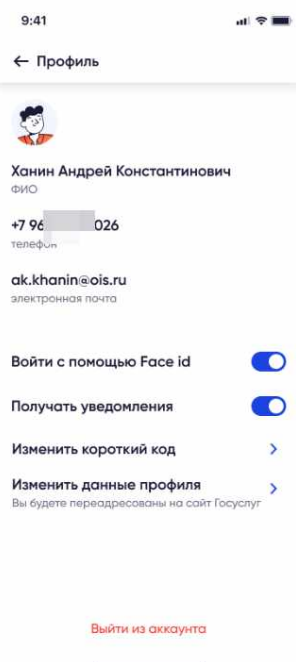 9:41
Профиль
Ханин Андрей Константинович
ФИО
+7 96 026
телефон
ak.khanin@ois.ru
электронная почта
Войти с помощью Face id
Получать уведомления
Изменить короткий код
Изменить данные профиля
Вы будете переадресованы на сайт Госуслуг
Выйти из аккаунта